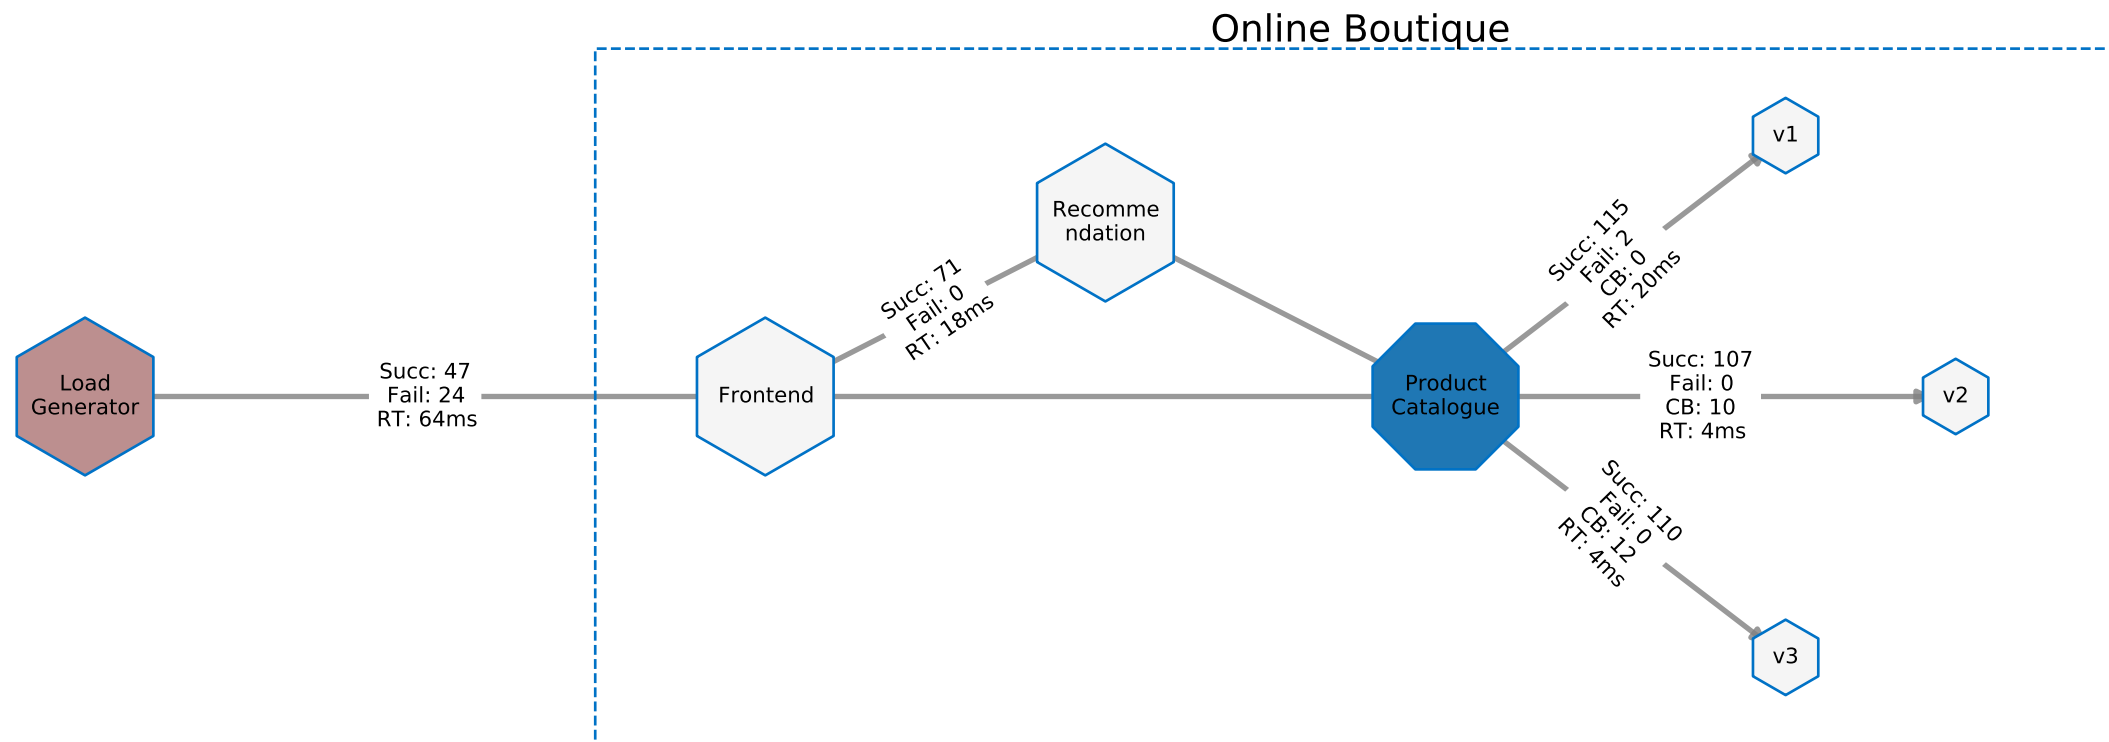 Online Boutique
Load
Generator
Succ: 47
Fail: 24
RT: 64ms
Frontend
Succ: 71
Fail: 0
RT: 18ms
Recomme
ndation
Product
Catalogue
Succ: 115
Fail: 2
CB: 0
RT: 20ms
v1
Succ: 107
Fail: 0
CB: 10
RT: 4ms
v2
Succ: 110
Fail: 0
CB: 12
RT: 4ms
v3